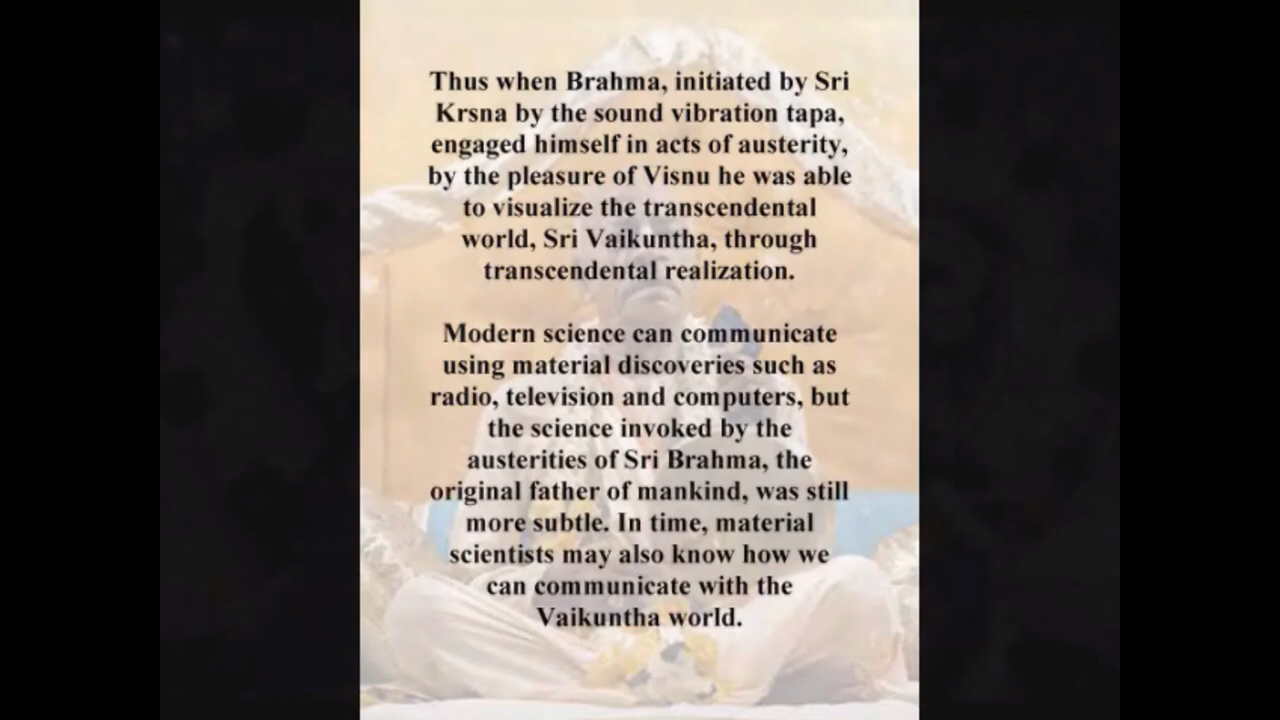 Thus when Brahma, initiated by Sri
Krsna by the sound vibration tapa,
engaged himself in acts of austerity,
by the pleasure of Visnu he was able
to visualize the transcendental
world, Sri Vaikuntha, through
transcendental realization.
Modern science can communicate
using material discoveries such as
radio, television and computers, but
the science invoked by the
austerities of Sri Brahma, the
original father of mankind, was still
more subtle. In time, material
scientists may also know how we
can communicate with the
Vaikuntha world.